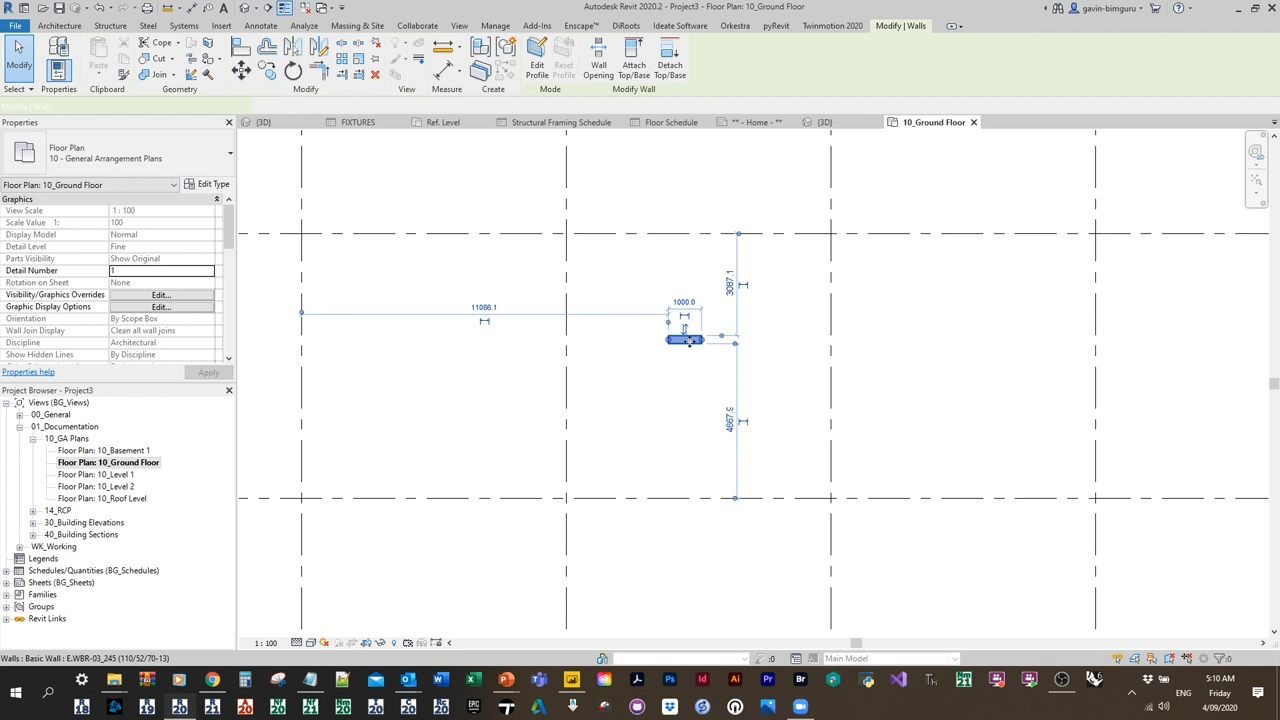 Autodesk Revit 2020.2 - Project3 - Floor Plan: 10_Ground Floor
gavin-bimguru
File Architecture Structure Steel Systems Insert Annotate Analyze Massing & Site Collaborate View Manage Add-Ins Enscape™ DiRoots Ideate Software Orkestra pyRevit Twinmotion 2020 Modify | Walls
Modify
Properties
Paste
Cope
Cut
Join
Edit Profile
Reset Profile
Wall Opening
Attach Top/Base
Detach Top/Base
Select Properties Clipboard Geometry Modify View Measure Create Mode Modify Wall
Modify | Walls
Properties
{3D} FIXTURES Ref. Level Structural Framing Schedule Floor Schedule ** - Home - ** {3D} 10_Ground Floor
Floor Plan
10 - General Arrangement Plans
Floor Plan: 10_Ground Floor Edit Type
Graphics
View Scale 1 : 100
Scale Value 1: 100
Display Model Normal
Detail Level Fine
Parts Visibility Show Original
Detail Number 1
Rotation on Sheet None
Visibility/Graphics Overrides Edit...
Graphic Display Options Edit...
Orientation By Scope Box
Wall Join Display Clean all wall joins
Discipline Architectural
Show Hidden Lines By Discipline
Properties help Apply
Project Browser - Project3
Views (BG_Views)
00_General
01_Documentation
10_GA Plans
Floor Plan: 10_Basement 1
Floor Plan: 10_Ground Floor
Floor Plan: 10_Level 1
Floor Plan: 10_Level 2
Floor Plan: 10_Roof Level
14_RCP
30_Building Elevations
40_Building Sections
WK_Working
Legends
Schedules/Quantities (BG_Schedules)
Sheets (BG_Sheets)
Families
Groups
Revit Links
3087.1
1000.0
11086.1
4667.9
1 : 100
Walls : Basic Wall : E.WBR-03_245 (110/52/70-13)
:0
Main Model
:0
5:10 AM
ENG Friday
4/09/2020